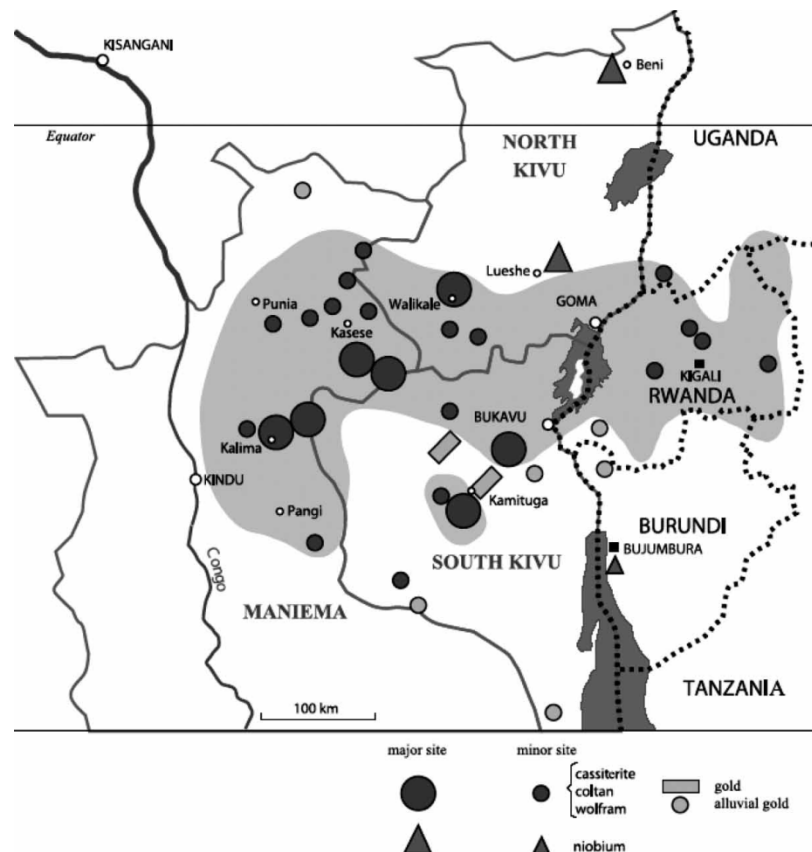 KISANGANI
Beni
Equator
NORTH
KIVU
UGANDA
Lueshe
Punia
Walikale
GOMA
Kasese
KIGALI
RWANDA
BUKAVU
Kalima
KINDU
Kamituga
Pangi
BURUNDI
BUJUMBURA
SOUTH KIVU
Congo
MANIEMA
TANZANIA
100 km
major site
minor site
cassiterite
coltan
wolfram
gold
alluvial gold
niobium